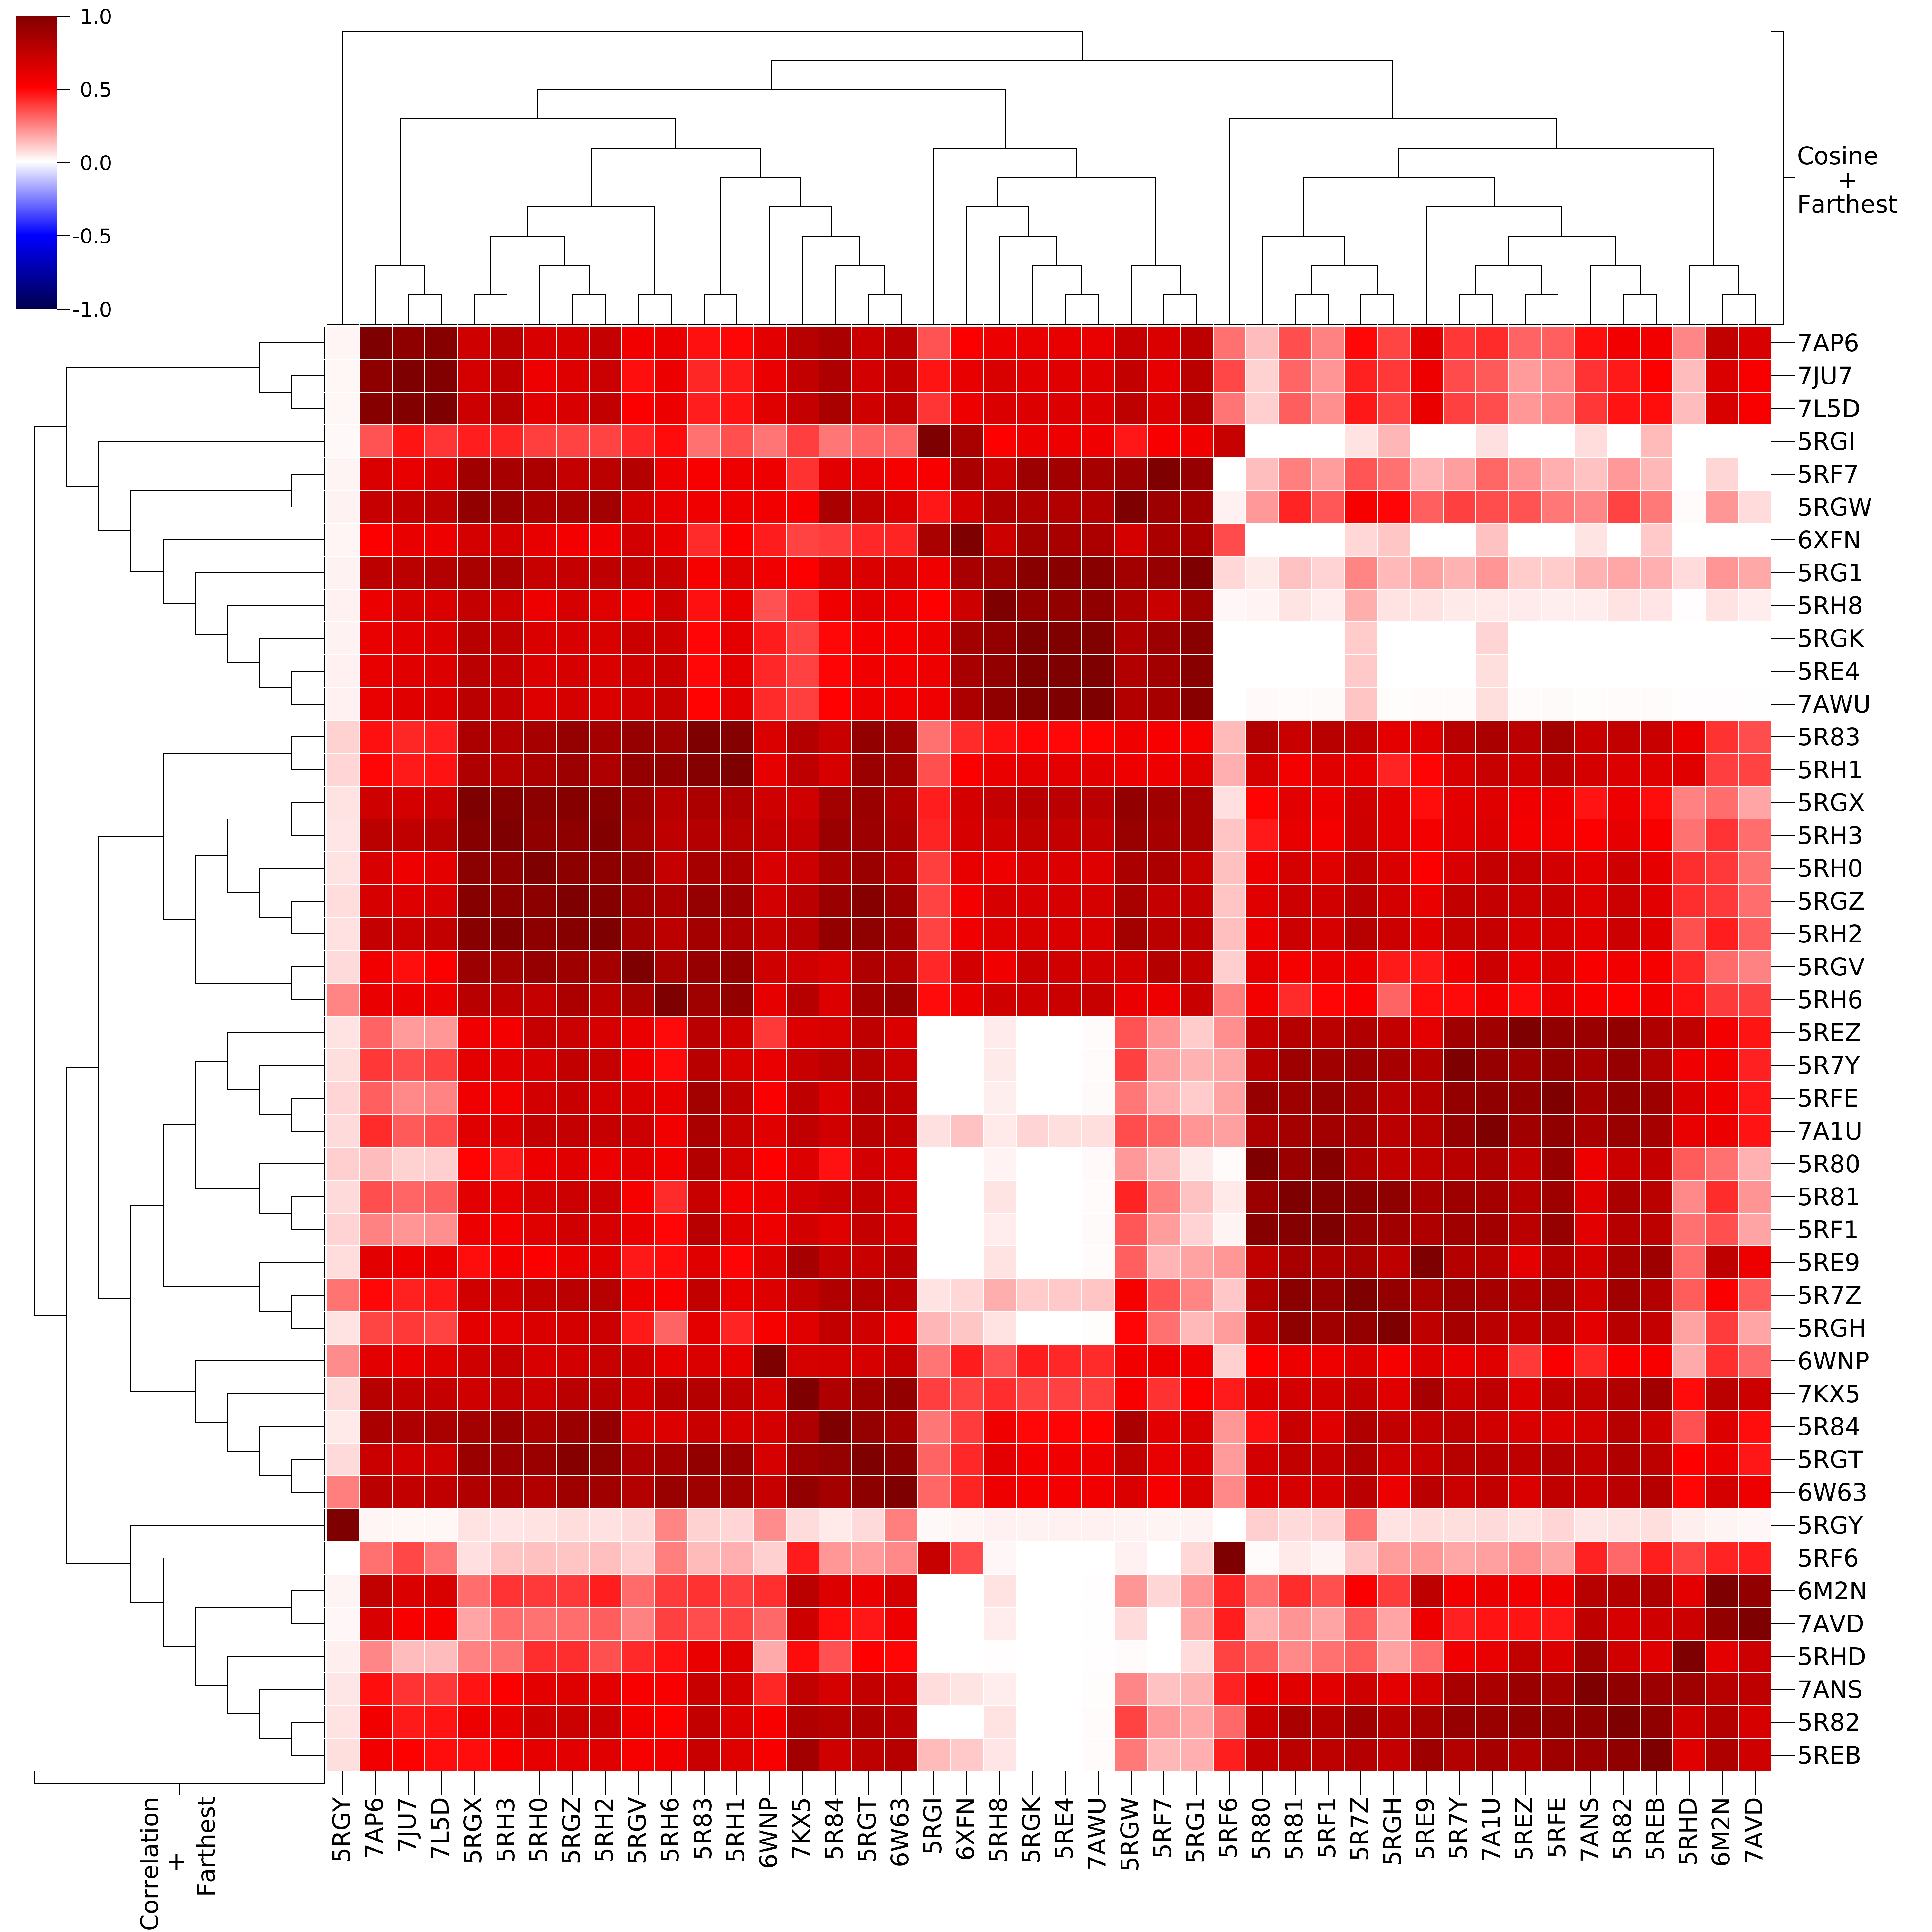 1.0
0.5
0.0
-0.5
-1.0
Cosine
+
Farthest
7AP6
7JU7
7L5D
5RGI
5RF7
5RGW
6XFN
5RG1
5RH8
5RGK
5RE4
7AWU
5R83
5RH1
5RGX
5RH3
5RH0
5RGZ
5RH2
5RGV
5RH6
5REZ
5R7Y
5RFE
7A1U
5R80
5R81
5RF1
5RE9
5R7Z
5RGH
6WNP
7KX5
5R84
5RGT
6W63
5RGY
5RF6
6M2N
7AVD
5RHD
7ANS
5R82
5REB
Correlation
+
Farthest
5RGY
7AP6
7JU7
7L5D
5RGX
5RH3
5RH0
5RGZ
5RH2
5RGV
5RH6
5R83
5RH1
6WNP
7KX5
5R84
5RGT
6W63
5RGI
6XFN
5RH8
5RGK
5RE4
7AWU
5RGW
5RF7
5RG1
5RF6
5R80
5R81
5RF1
5R7Z
5RGH
5RE9
5R7Y
7A1U
5REZ
5RFE
7ANS
5R82
5REB
5RHD
6M2N
7AVD